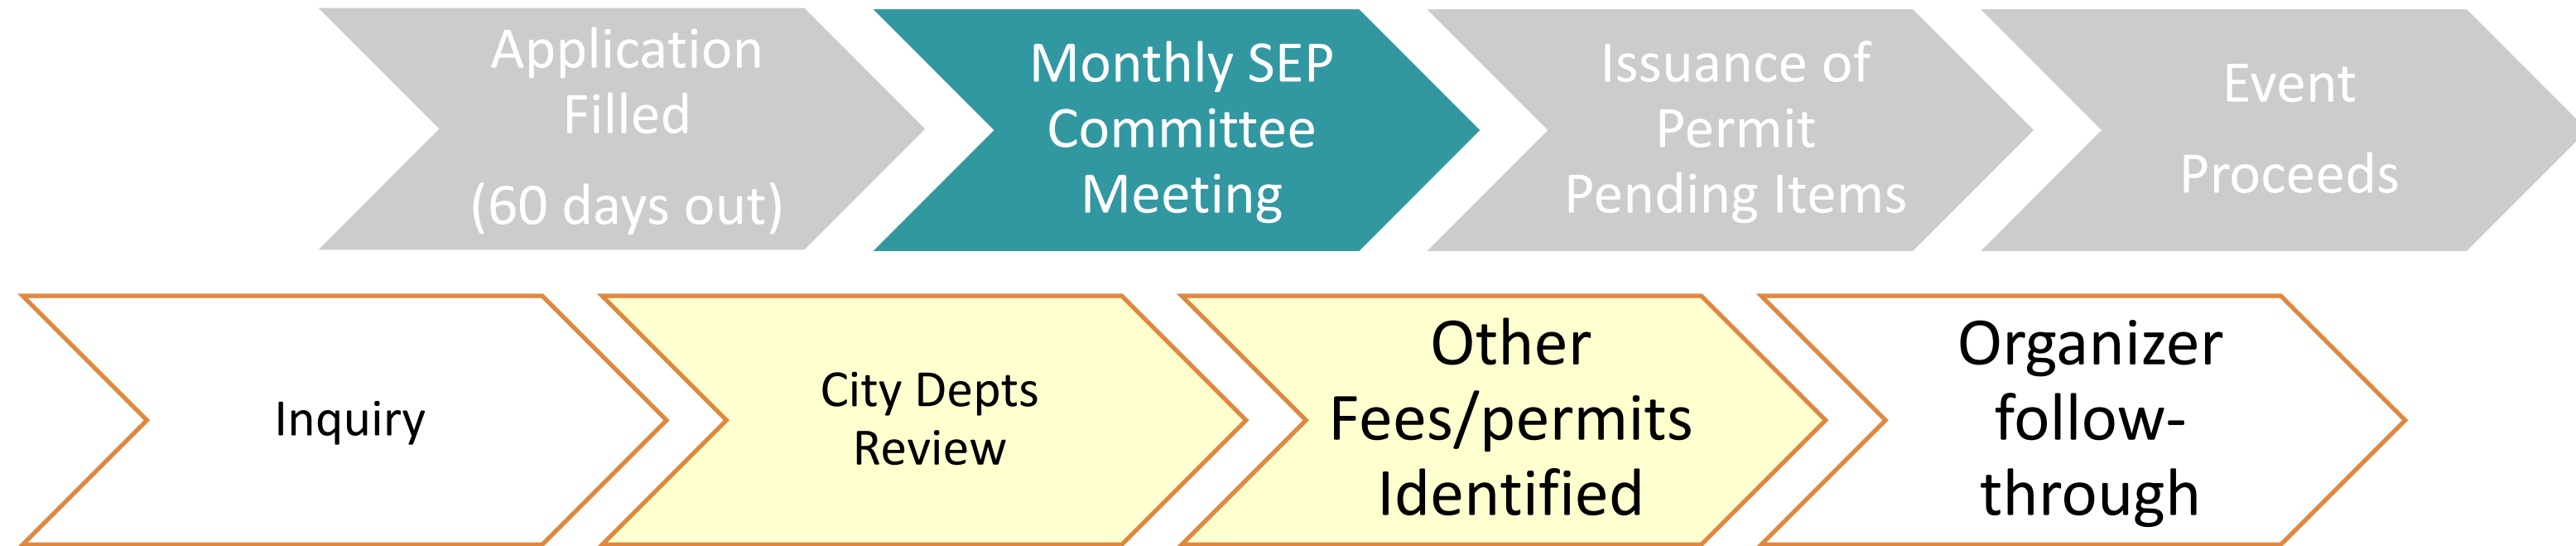 Application
Filled
(60 days out)
Monthly SEP
Committee
Meeting
Issuance of
Permit
Pending Items
Event
Proceeds
Inquiry
City Depts
Review
Other
Fees/permits
Identified
Organizer
follow-
through